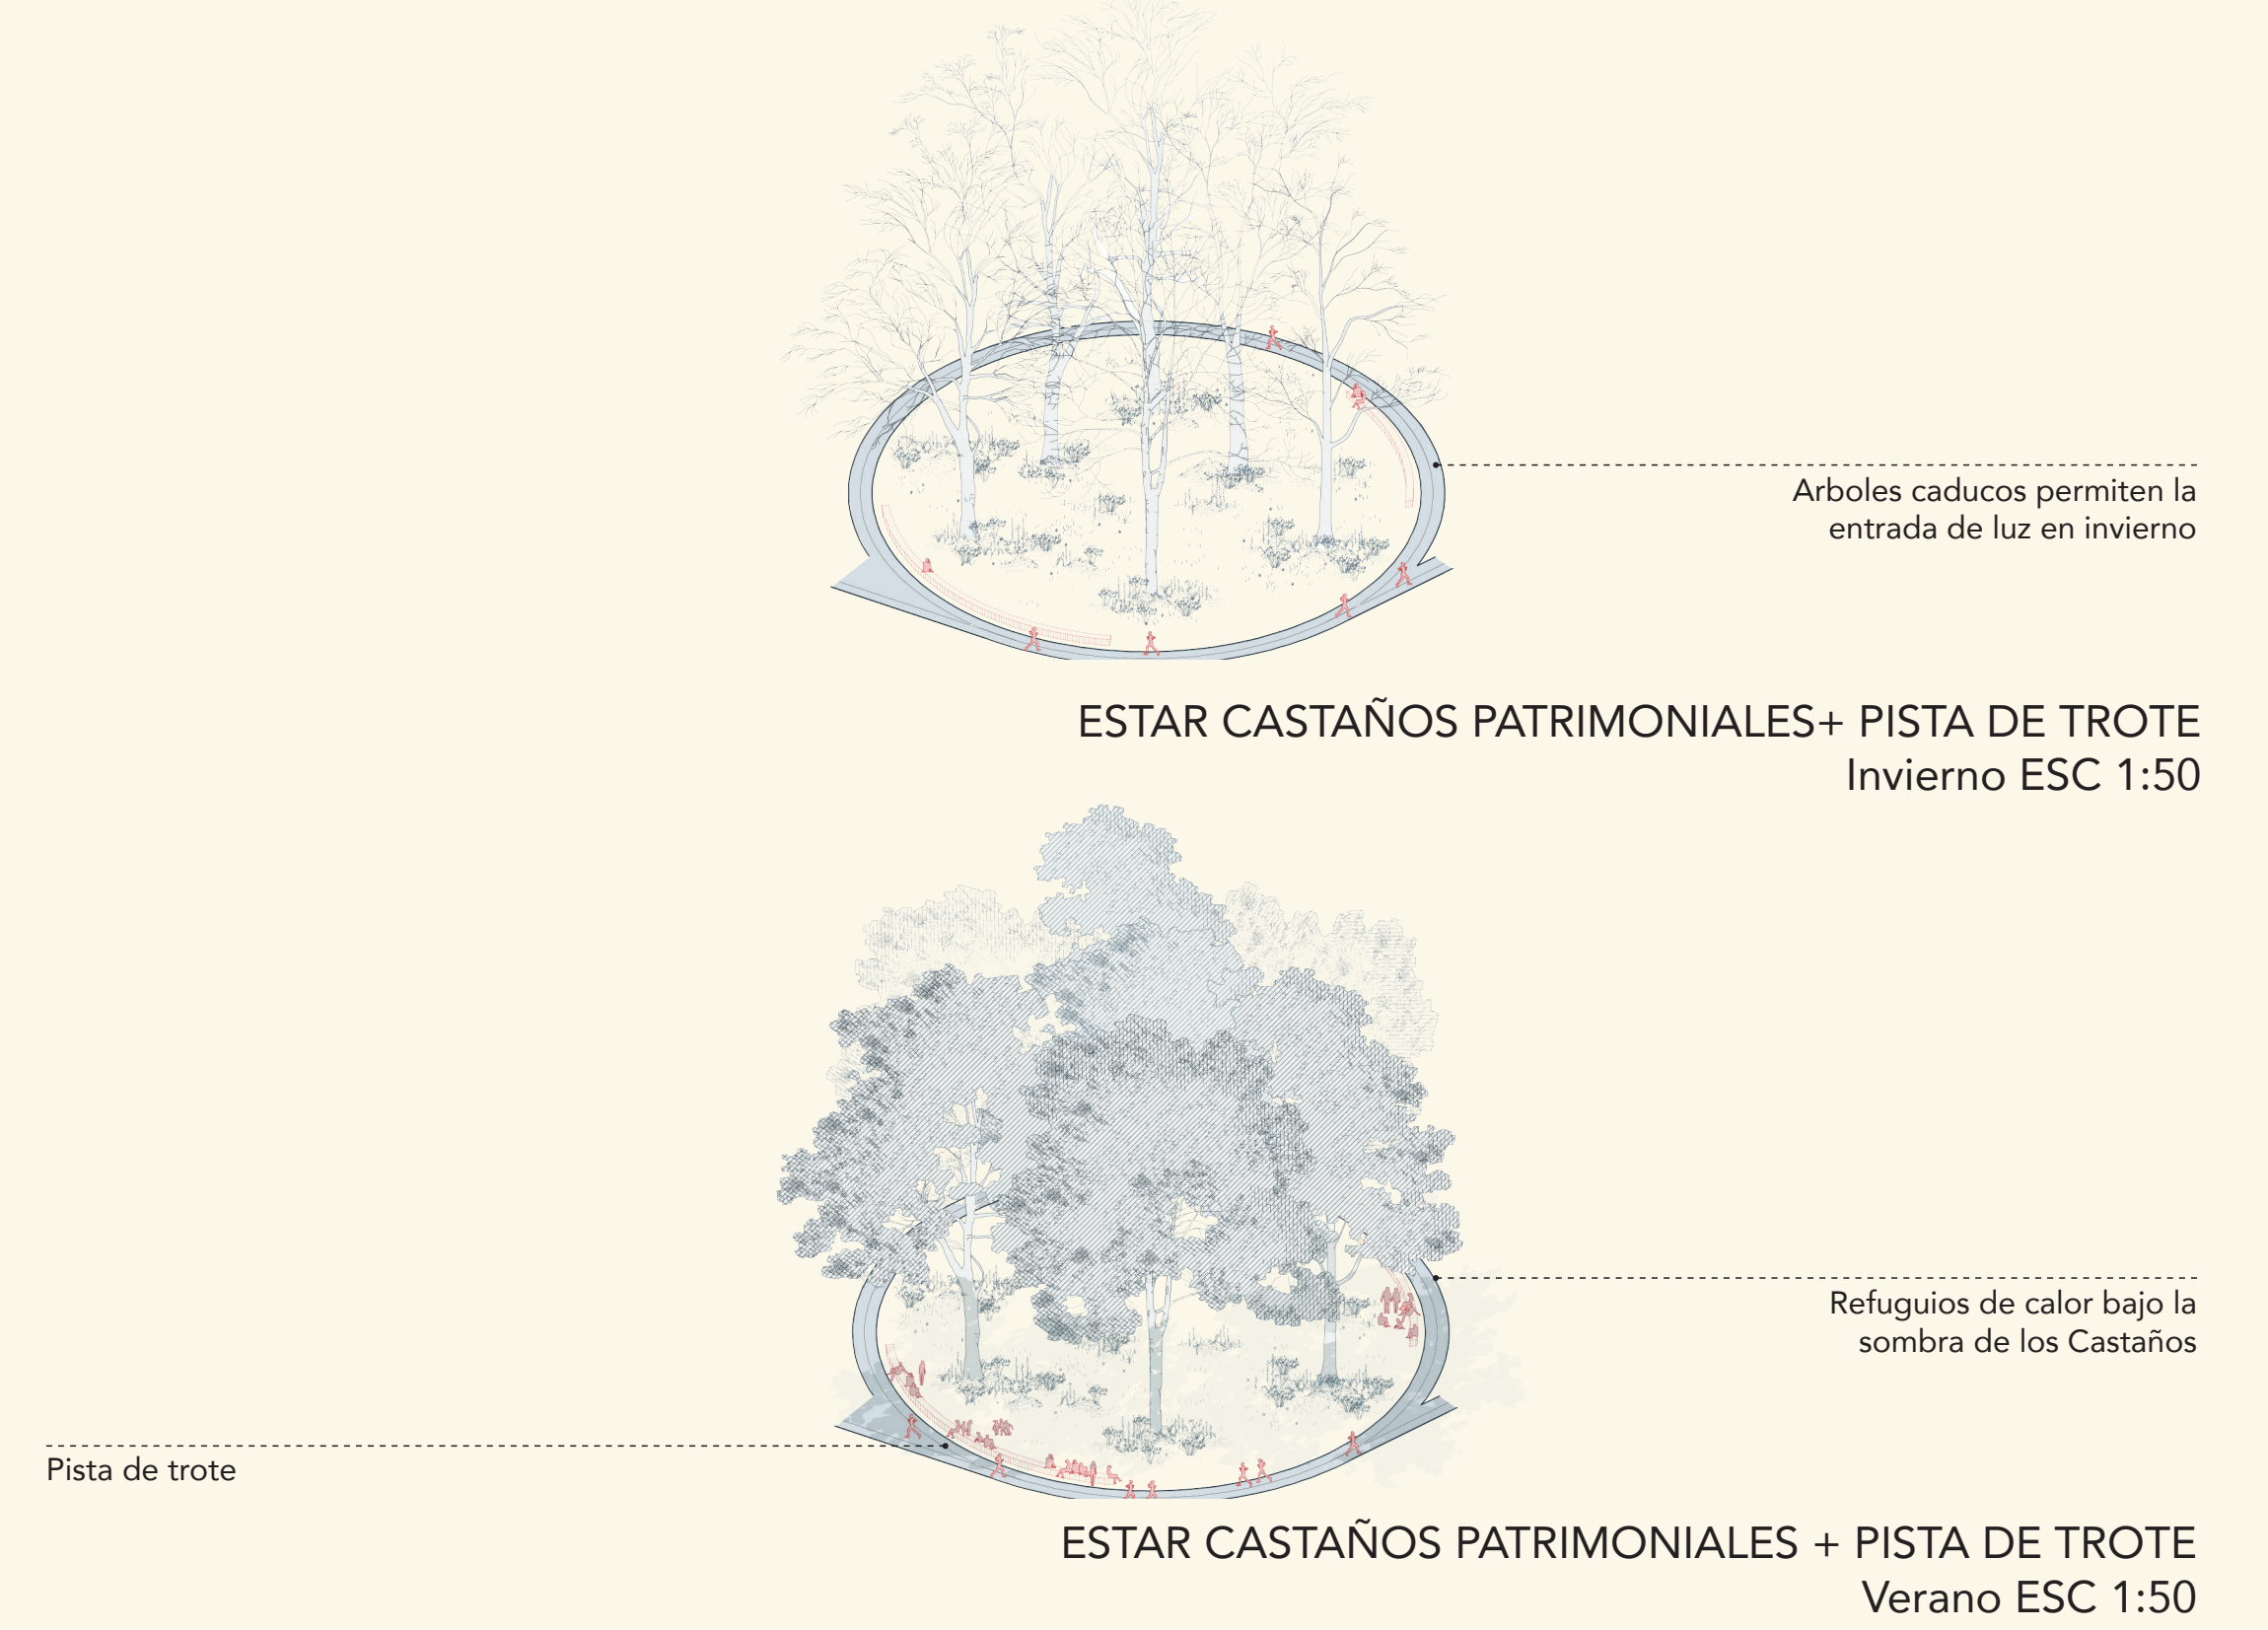 Arboles caducos permiten la
entrada de luz en invierno
ESTAR CASTAÑOS PATRIMONIALES+ PISTA DE TROTE
Invierno ESC 1:50
Refuguios de calor bajo la
sombra de los Castaños
Pista de trote
ESTAR CASTAÑOS PATRIMONIALES + PISTA DE TROTE
Verano ESC 1:50